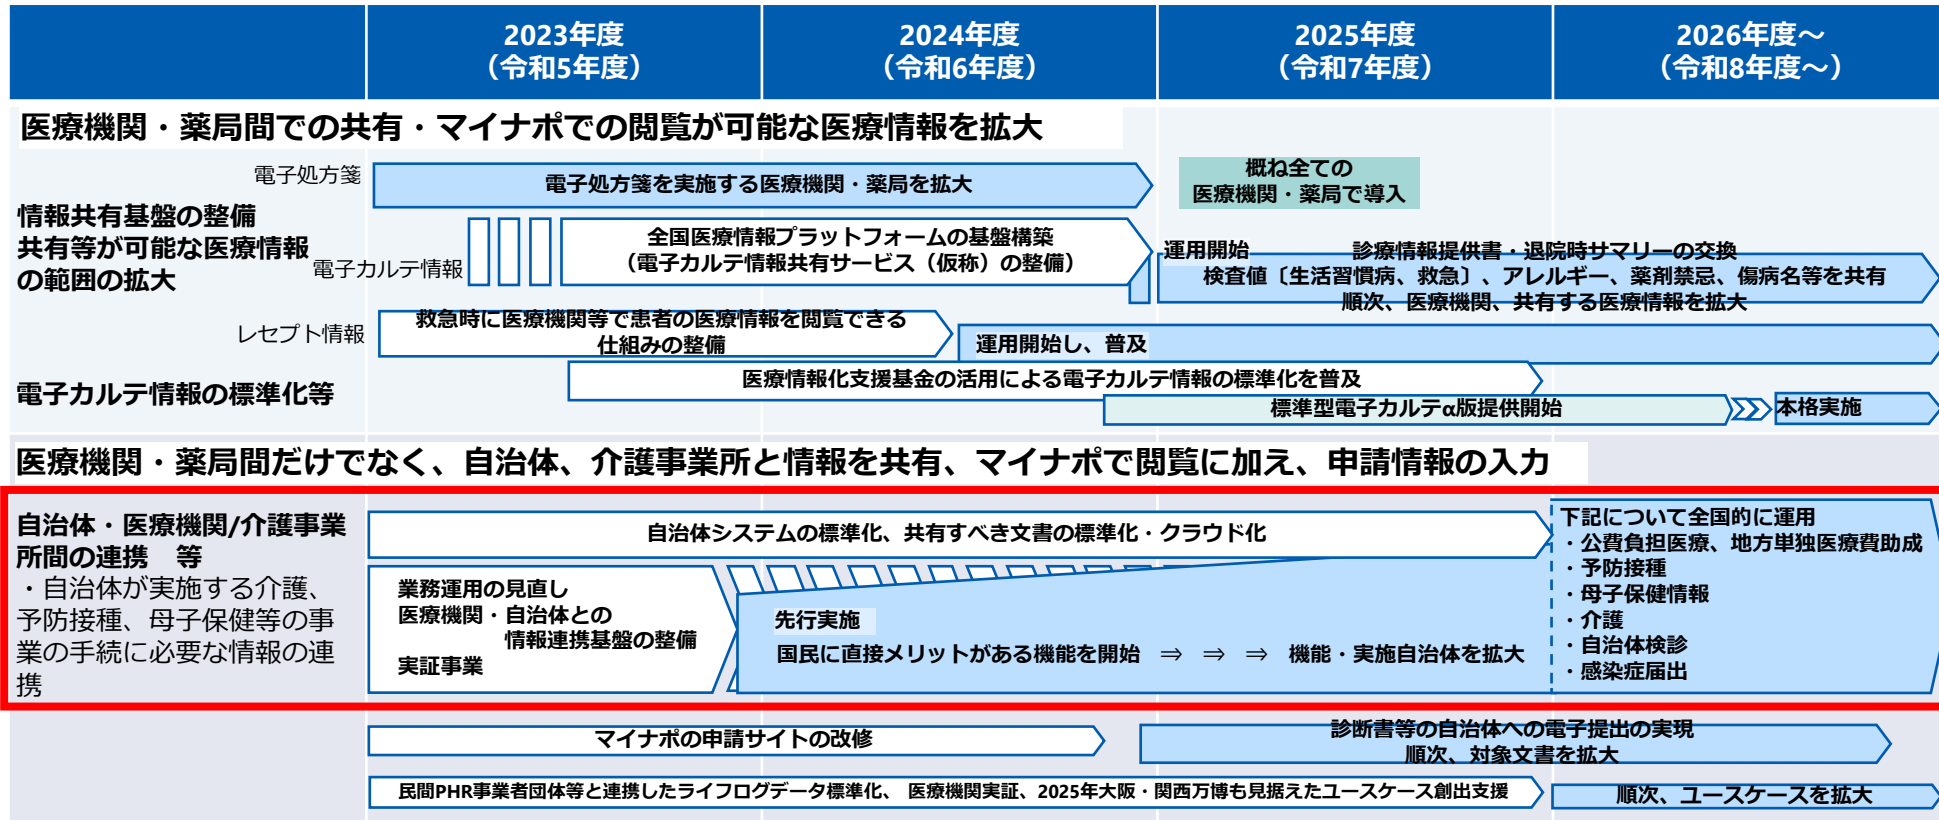 2023年度
（令和5年度）
2024年度
（令和6年度）
2025年度
（令和7年度）
2026年度～
（令和8年度～）
医療機関・薬局間での共有・マイナポでの閲覧が可能な医療情報を拡大
電子処方箋
電子処方箋を実施する医療機関・薬局を拡大
概ね全ての
医療機関・薬局で導入
情報共有基盤の整備
共有等が可能な医療情報
の範囲の拡大
電子カルテ情報
全国医療情報プラットフォームの基盤構築
（電子カルテ情報共有サービス（仮称）の整備）
運用開始
診療情報提供書・退院時サマリーの交換
検査値〔生活習慣病、救急〕、アレルギー、薬剤禁忌、傷病名等を共有
順次、医療機関、共有する医療情報を拡大
レセプト情報
救急時に医療機関等で患者の医療情報を閲覧できる
仕組みの整備
運用開始し、普及
電子カルテ情報の標準化等
医療情報化支援基金の活用による電子カルテ情報の標準化を普及
標準型電子カルテα版提供開始
本格実施
医療機関・薬局間だけでなく、自治体、介護事業所と情報を共有、マイナポで閲覧に加え、申請情報の入力
自治体・医療機関/介護事業
所間の連携　等
・自治体が実施する介護、
予防接種、母子保健等の事
業の手続に必要な情報の連
携
自治体システムの標準化、共有すべき文書の標準化・クラウド化
業務運用の見直し
医療機関・自治体との
情報連携基盤の整備
実証事業
先行実施
国民に直接メリットがある機能を開始　⇒　⇒　⇒　機能・実施自治体を拡大
下記について全国的に運用
・公費負担医療、地方単独医療費助成
・予防接種
・母子保健情報
・介護
・自治体検診
・感染症届出
マイナポの申請サイトの改修
診断書等の自治体への電子提出の実現
順次、対象文書を拡大
民間PHR事業者団体等と連携したライフログデータ標準化、 医療機関実証、2025年大阪・関西万博も見据えたユースケース創出支援
順次、ユースケースを拡大